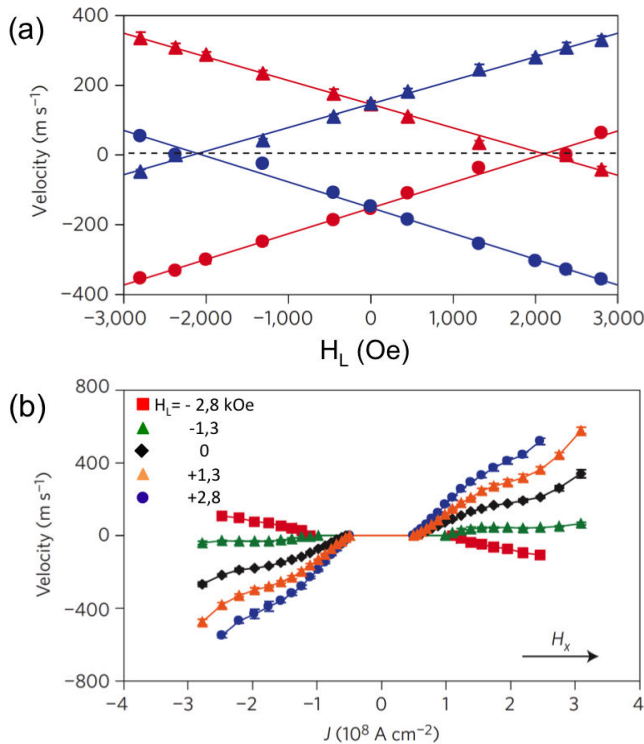 (a)
400
200
0
−200
−400
Velocity (m s⁻¹)
−3,000 −2,000 −1,000 0 1,000 2,000 3,000
H_L (Oe)
(b)
800
400
0
−400
−800
Velocity (m s⁻¹)
H_L= - 2,8 kOe
-1,3
0
+1,3
+2,8
H_x
−4 −3 −2 −1 0 1 2 3 4
J (10⁸ A cm⁻²)